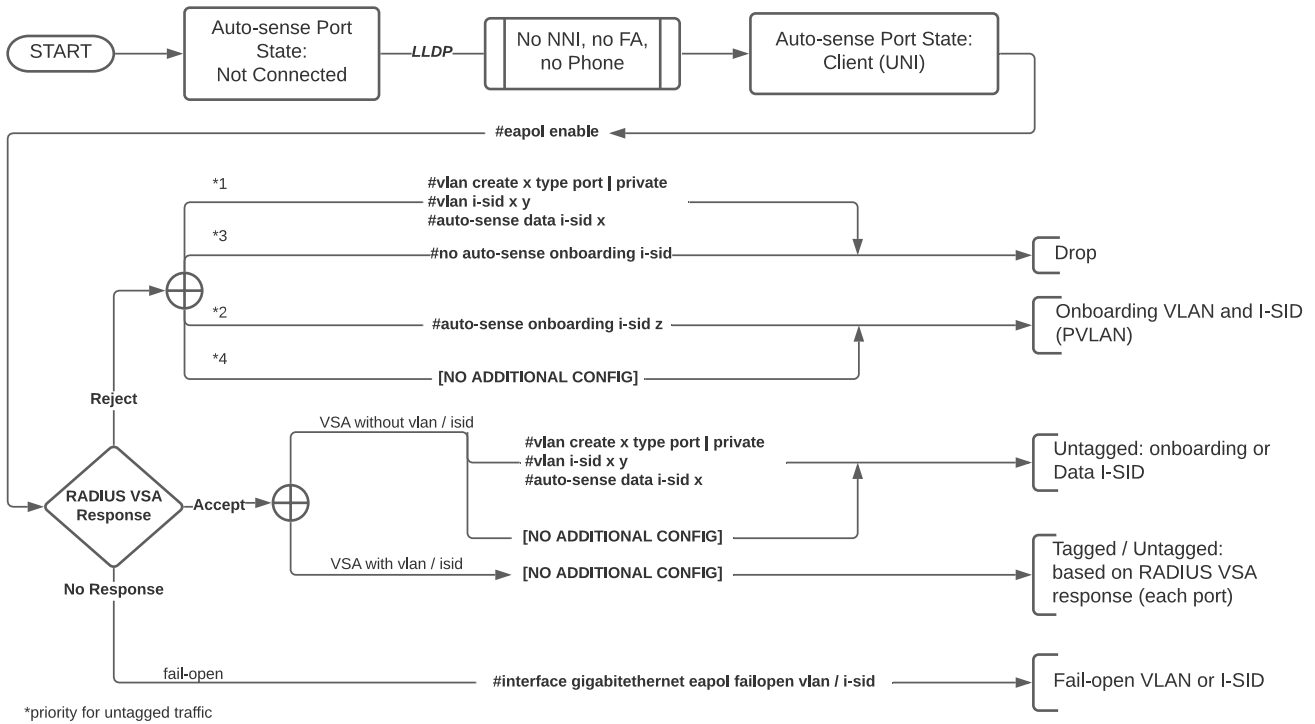 START
Auto-sense Port
State:
Not Connected
LLDP
No NNI, no FA,
no Phone
Auto-sense Port State:
Client (UNI)
#eapol enable
*1
#vlan create x type port | private
#vlan i-sid x y
#auto-sense data i-sid x
*3
#no auto-sense onboarding i-sid
Drop
*2
#auto-sense onboarding i-sid z
Onboarding VLAN and I-SID
(PVLAN)
*4
[NO ADDITIONAL CONFIG]
Reject
VSA without vlan / isid
#vlan create x type port | private
#vlan i-sid x y
#auto-sense data i-sid x
Untagged: onboarding or
Data I-SID
RADIUS VSA
Response
Accept
[NO ADDITIONAL CONFIG]
VSA with vlan / isid
[NO ADDITIONAL CONFIG]
Tagged / Untagged:
based on RADIUS VSA
response (each port)
No Response
fail-open
#interface gigabitethernet eapol failopen vlan / i-sid
Fail-open VLAN or I-SID
*priority for untagged traffic